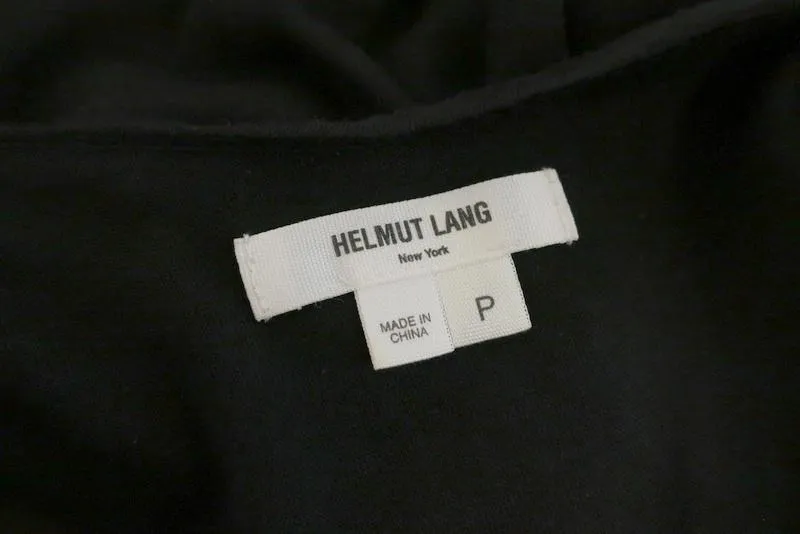 HELMUT LANG
New York
MADE IN
CHINA
P